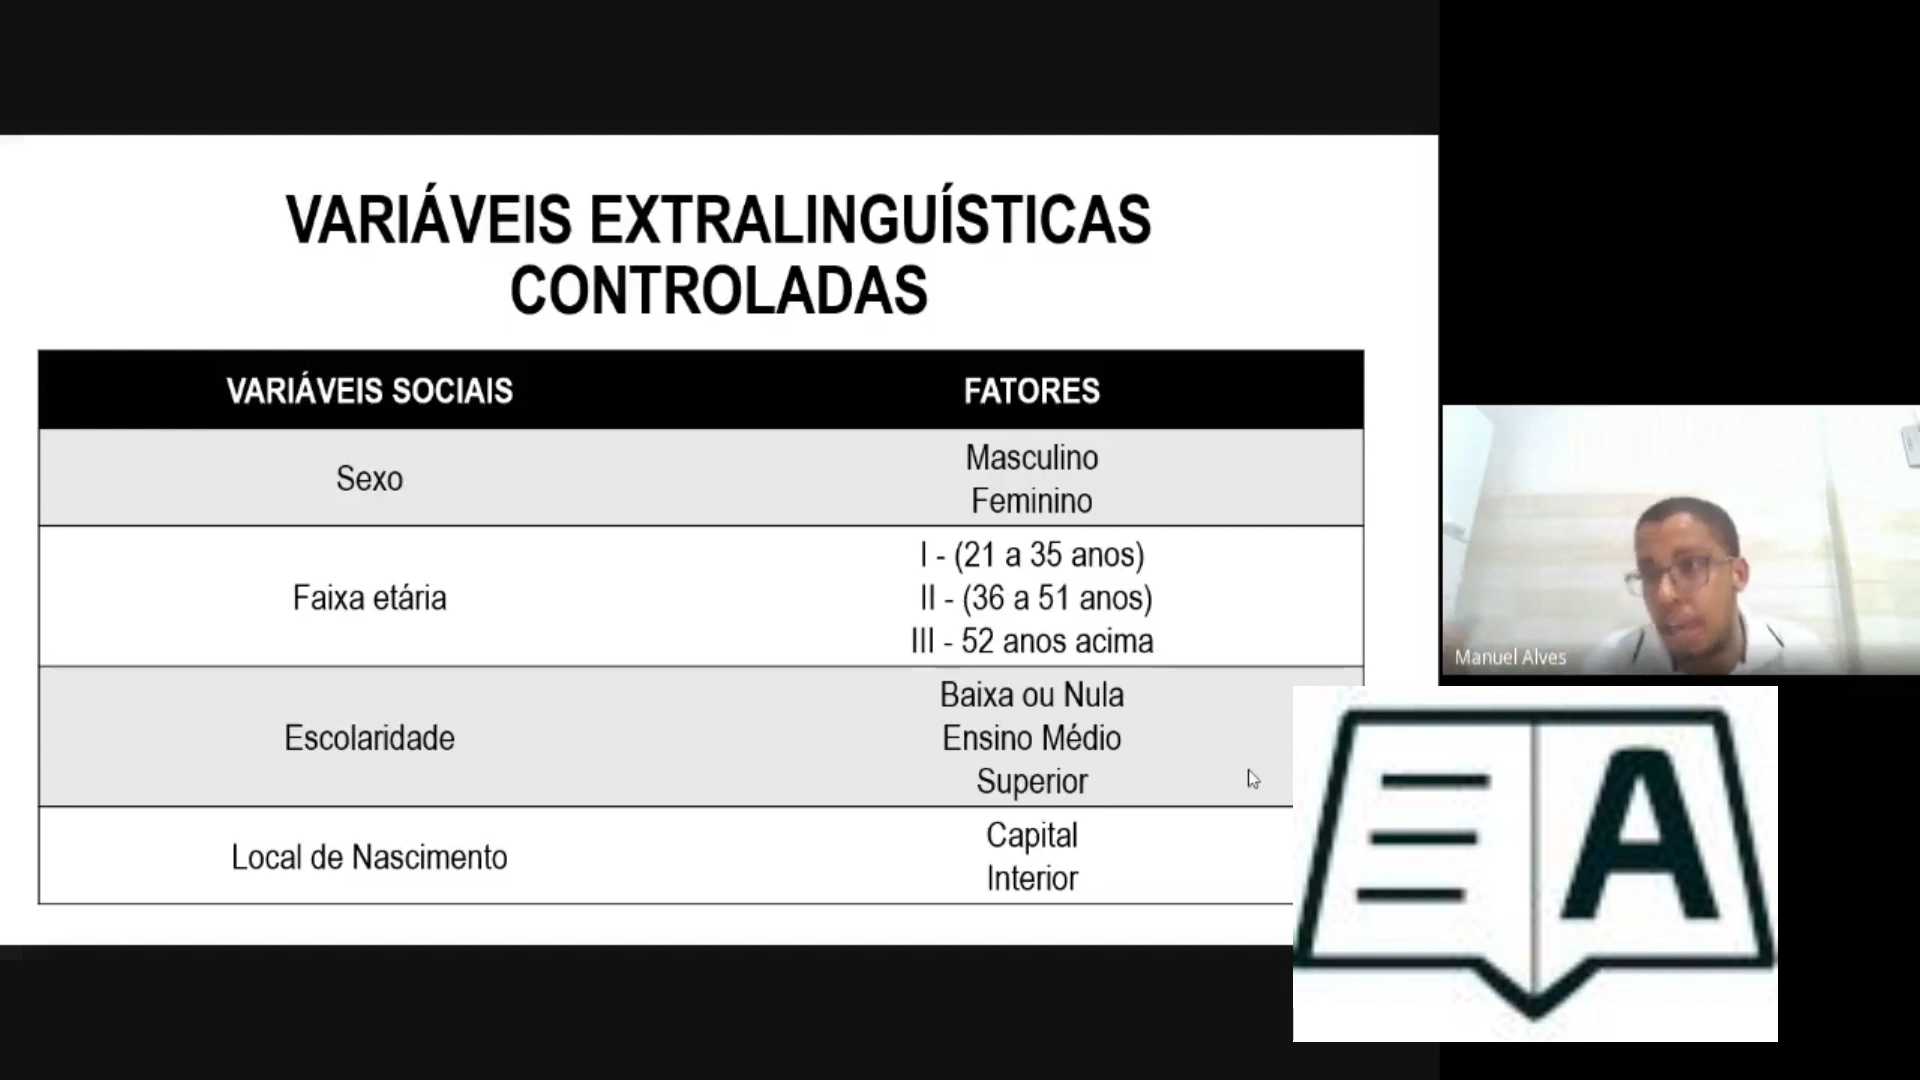 VARIÁVEIS EXTRALINGUÍSTICAS
CONTROLADAS
VARIÁVEIS SOCIAIS
FATORES
Sexo
Masculino
Feminino
Faixa etária
I - (21 a 35 anos)
II - (36 a 51 anos)
III - 52 anos acima
Escolaridade
Baixa ou Nula
Ensino Médio
Superior
Local de Nascimento
Capital
Interior
Manuel Alves
A